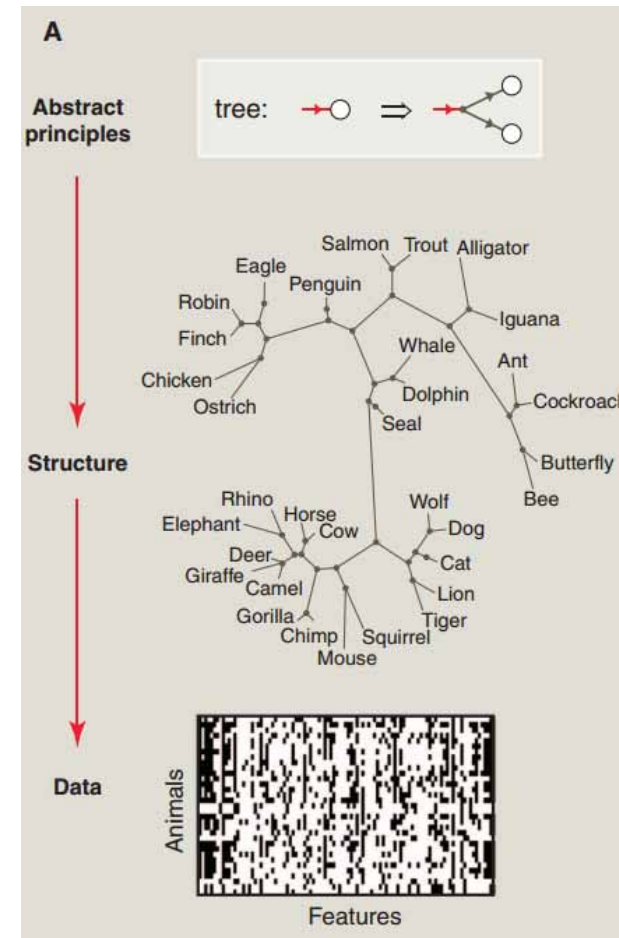 A
Abstract
principles
tree:
Salmon Trout Alligator
Eagle
Penguin
Robin
Iguana
Finch
Whale
Ant
Chicken
Dolphin
Cockroacl
Ostrich
Seal
Structure
Butterfly
Bee
Rhino
Wolf
Horse
Elephant
Dog
Cow
Deer
Cat
Giraffe
Camel
Lion
Gorilla
Tiger
Chimp
Squirrel
Mouse
Data
Animals
Features